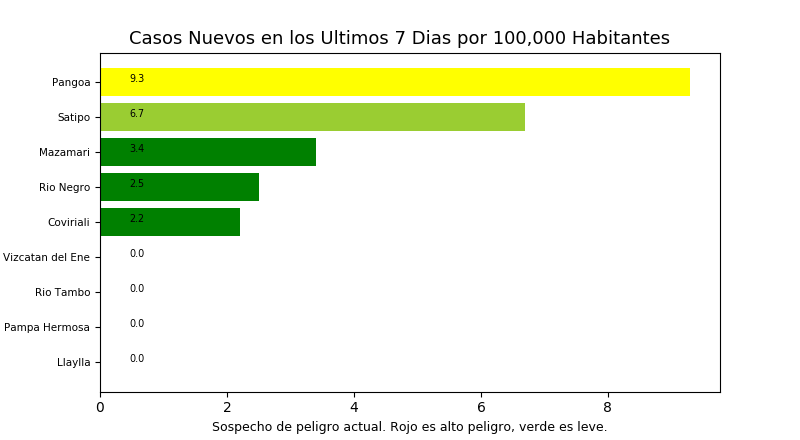 Casos Nuevos en los Ultimos 7 Dias por 100,000 Habitantes
Pangoa 9.3
Satipo 6.7
Mazamari 3.4
Rio Negro 2.5
Coviriali 2.2
Vizcatan del Ene 0.0
Rio Tambo 0.0
Pampa Hermosa 0.0
Llaylla 0.0
0 2 4 6 8
Sospecho de peligro actual. Rojo es alto peligro, verde es leve.